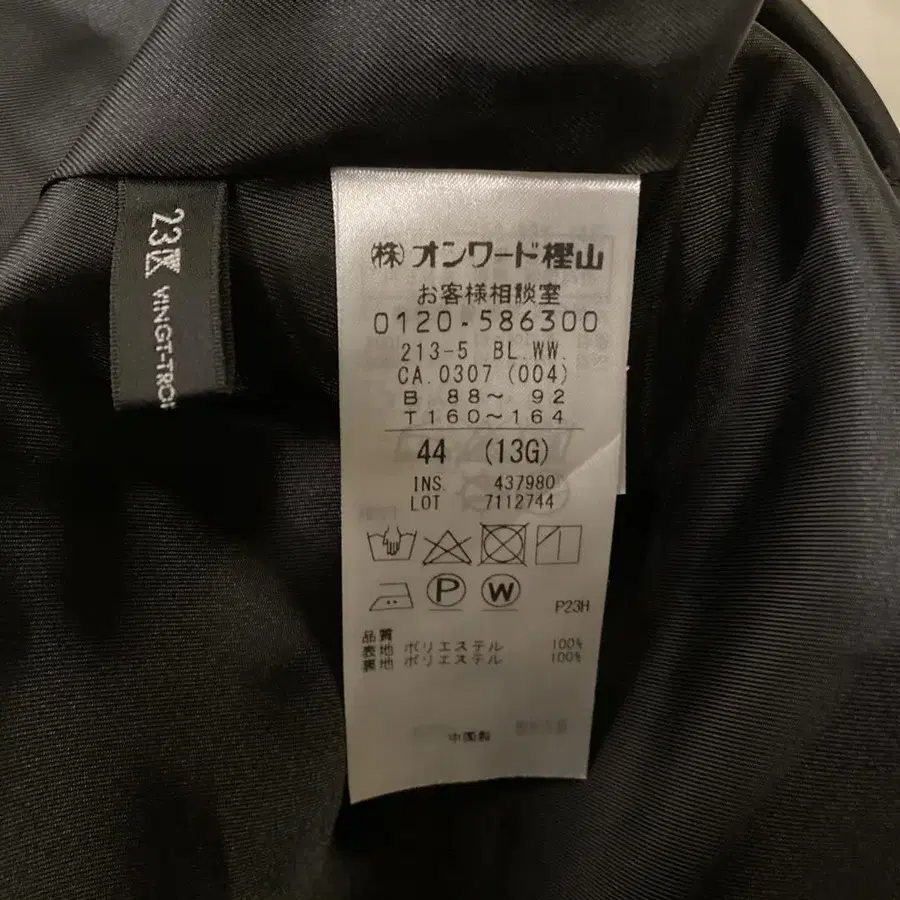 23区
VINGT-TROI
(株)オンワード樫山
お客様相談室
0120-586300
213-5 BL.WW.
CA.0307 (004)
B 88〜 92
T160〜164
44 (13G)
INS. 437980
LOT 7112744
P W
P23H
品質
表地 ポリエステル 100%
裏地 ポリエステル 100%
中国製